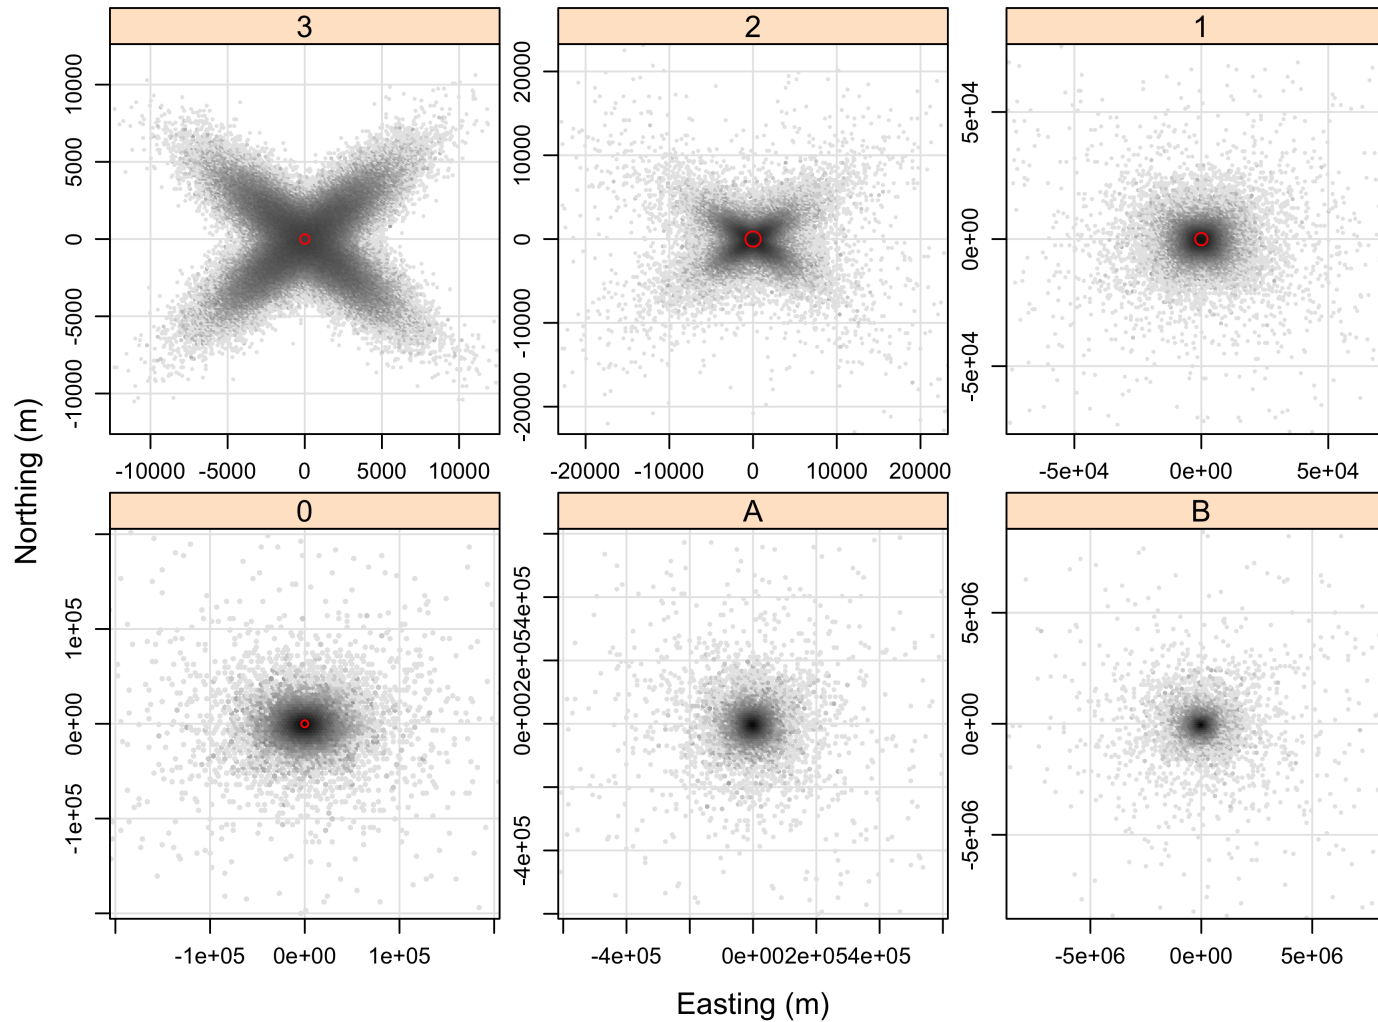 3
2
1
10000
5000
0
-5000
-10000
20000
10000
0
-10000
-20000
5e+04
0e+00
-5e+04
-10000 -5000 0 5000 10000
-20000 -10000 0 10000 20000
-5e+04 0e+00 5e+04
Northing (m)
0
A
B
1e+05
0e+00
-1e+05
-4e+05 0e+002e+054e+05
5e+06
0e+00
-5e+06
-1e+05 0e+00 1e+05
-4e+05 0e+002e+054e+05
-5e+06 0e+00 5e+06
Easting (m)